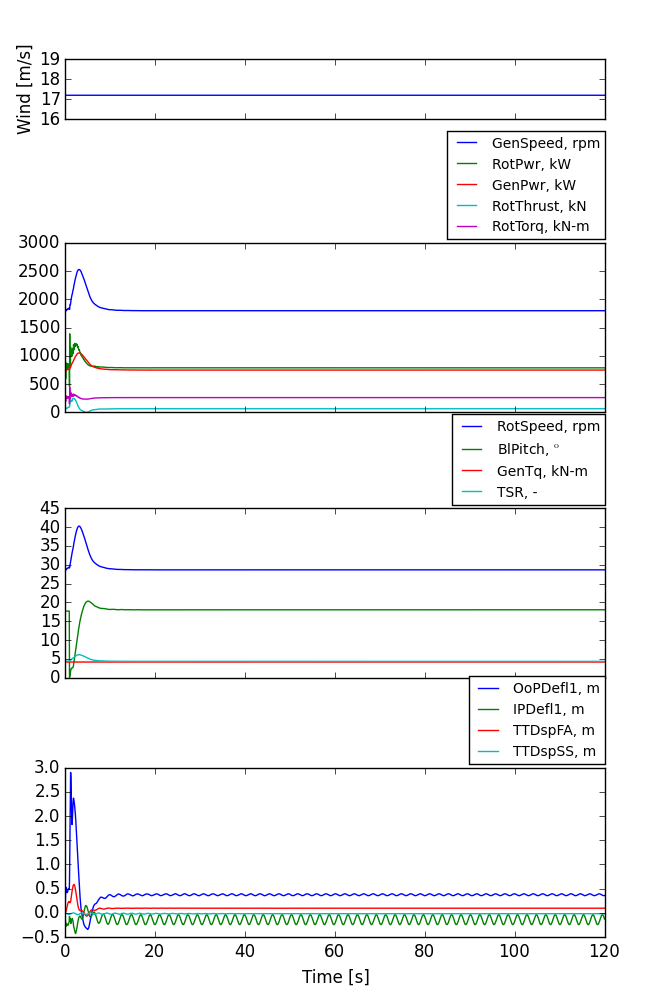 Wind [m/s]
19
18
17
16
GenSpeed, rpm
RotPwr, kW
GenPwr, kW
RotThrust, kN
RotTorq, kN-m
3000
2500
2000
1500
1000
500
0
RotSpeed, rpm
BlPitch, °
GenTq, kN-m
TSR, -
45
40
35
30
25
20
15
10
5
0
OoPDefl1, m
IPDefl1, m
TTDspFA, m
TTDspSS, m
3.0
2.5
2.0
1.5
1.0
0.5
0.0
−0.5
0 20 40 60 80 100 120
Time [s]